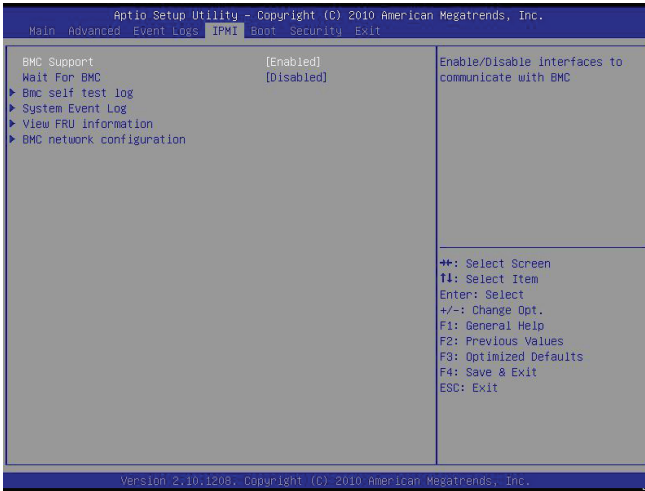 Aptio Setup Utility – Copyright (C) 2010 American Megatrends, Inc.
Main Advanced Event Logs IPMI Boot Security Exit
BMC Support [Enabled]
Wait For BMC [Disabled]
Bmc self test log
System Event Log
View FRU information
BMC network configuration
Enable/Disable interfaces to
communicate with BMC
→←: Select Screen
↑↓: Select Item
Enter: Select
+/-: Change Opt.
F1: General Help
F2: Previous Values
F3: Optimized Defaults
F4: Save & Exit
ESC: Exit
Version 2.10.1208. Copyright (C) 2010 American Megatrends, Inc.